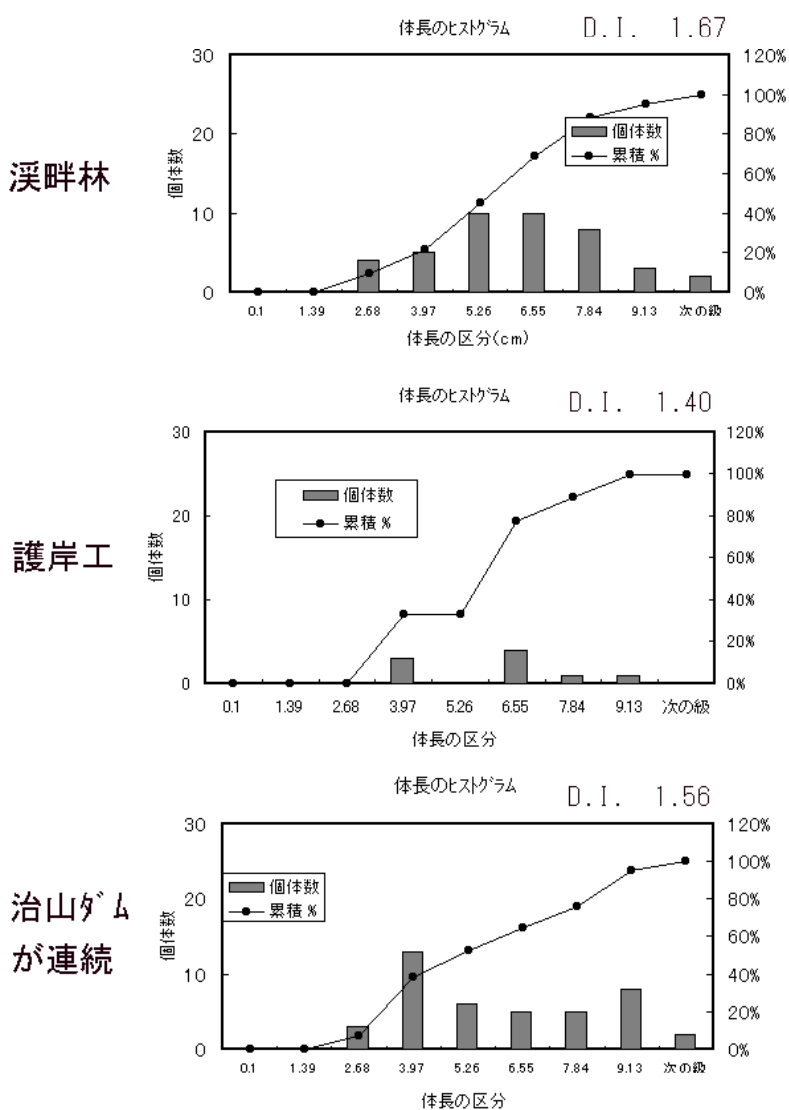 体長のヒストグラム D.I. 1.67
30
20
10
0
120%
100%
80%
60%
40%
20%
0%
個体数
累積 %
渓畔林
個体数
0.1 1.39 2.68 3.97 5.26 6.55 7.84 9.13 次の級
体長の区分(cm)
体長のヒストグラム D.I. 1.40
30
20
10
0
120%
100%
80%
60%
40%
20%
0%
個体数
累積 %
護岸工
個体数
0.1 1.39 2.68 3.97 5.26 6.55 7.84 9.13 次の級
体長の区分
体長のヒストグラム D.I. 1.56
30
20
10
0
120%
100%
80%
60%
40%
20%
0%
個体数
累積 %
治山ダム
が連続
個体数
0.1 1.39 2.68 3.97 5.26 6.55 7.84 9.13 次の級
体長の区分